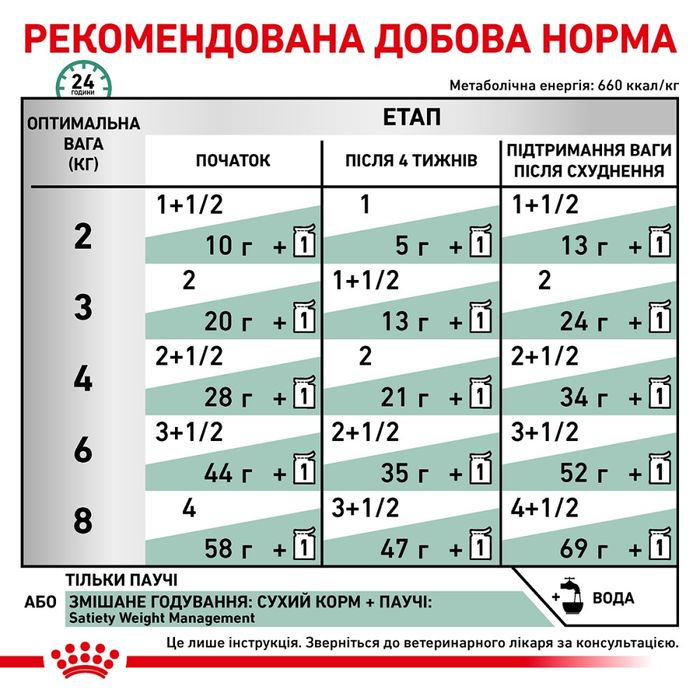 РЕКОМЕНДОВАНА ДОБОВА НОРМА
24
ГОДИНИ
Метаболічна енергія: 660 ккал/кг
ОПТИМАЛЬНА
ВАГА
(КГ)
ЕТАП
ПОЧАТОК
ПІСЛЯ 4 ТИЖНІВ
ПІДТРИМАННЯ ВАГИ
ПІСЛЯ СХУДНЕННЯ
2
1+1/2
10 г + 1
1
5 г + 1
1+1/2
13 г + 1
3
2
20 г + 1
1+1/2
13 г + 1
2
24 г + 1
4
2+1/2
28 г + 1
2
21 г + 1
2+1/2
34 г + 1
6
3+1/2
44 г + 1
2+1/2
35 г + 1
3+1/2
52 г + 1
8
4
58 г + 1
3+1/2
47 г + 1
4+1/2
69 г + 1
ТІЛЬКИ ПАУЧІ
АБО ЗМІШАНЕ ГОДУВАННЯ: СУХИЙ КОРМ + ПАУЧІ:
Satiety Weight Management
+ ВОДА
Це лише інструкція. Зверніться до ветеринарного лікаря за консультацією.